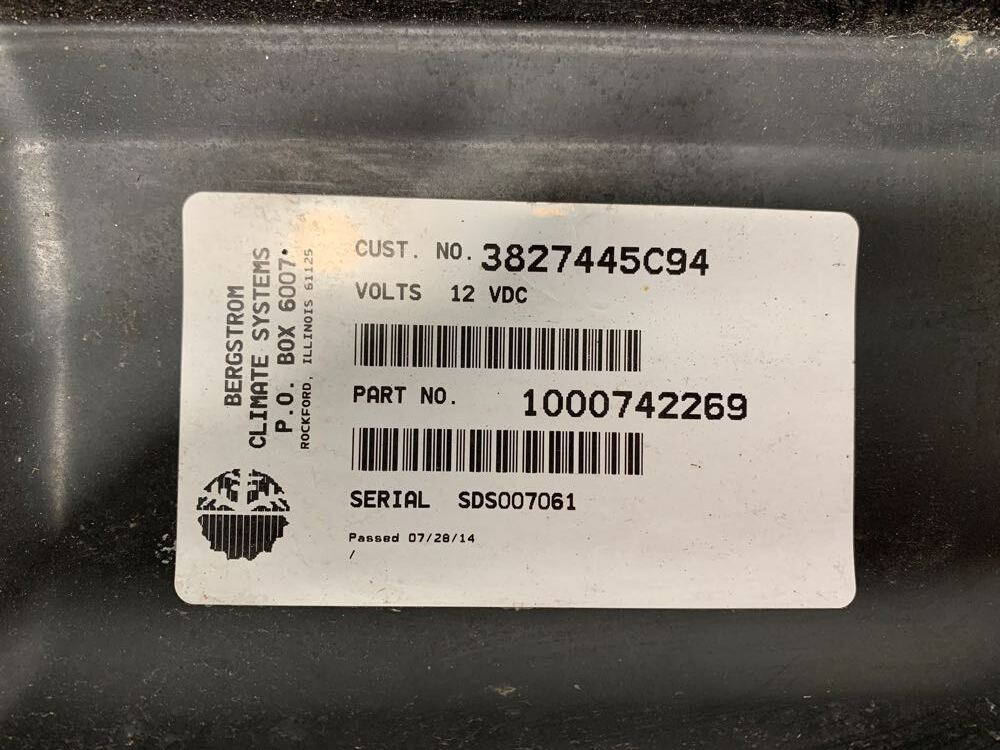 BERGSTROM
CLIMATE SYSTEMS
P.O. BOX 6007
ROCKFORD, ILLINOIS 61125
CUST. NO. 3827445C94
VOLTS 12 VDC
PART NO. 1000742269
SERIAL SDS007061
Passed 07/28/14
/